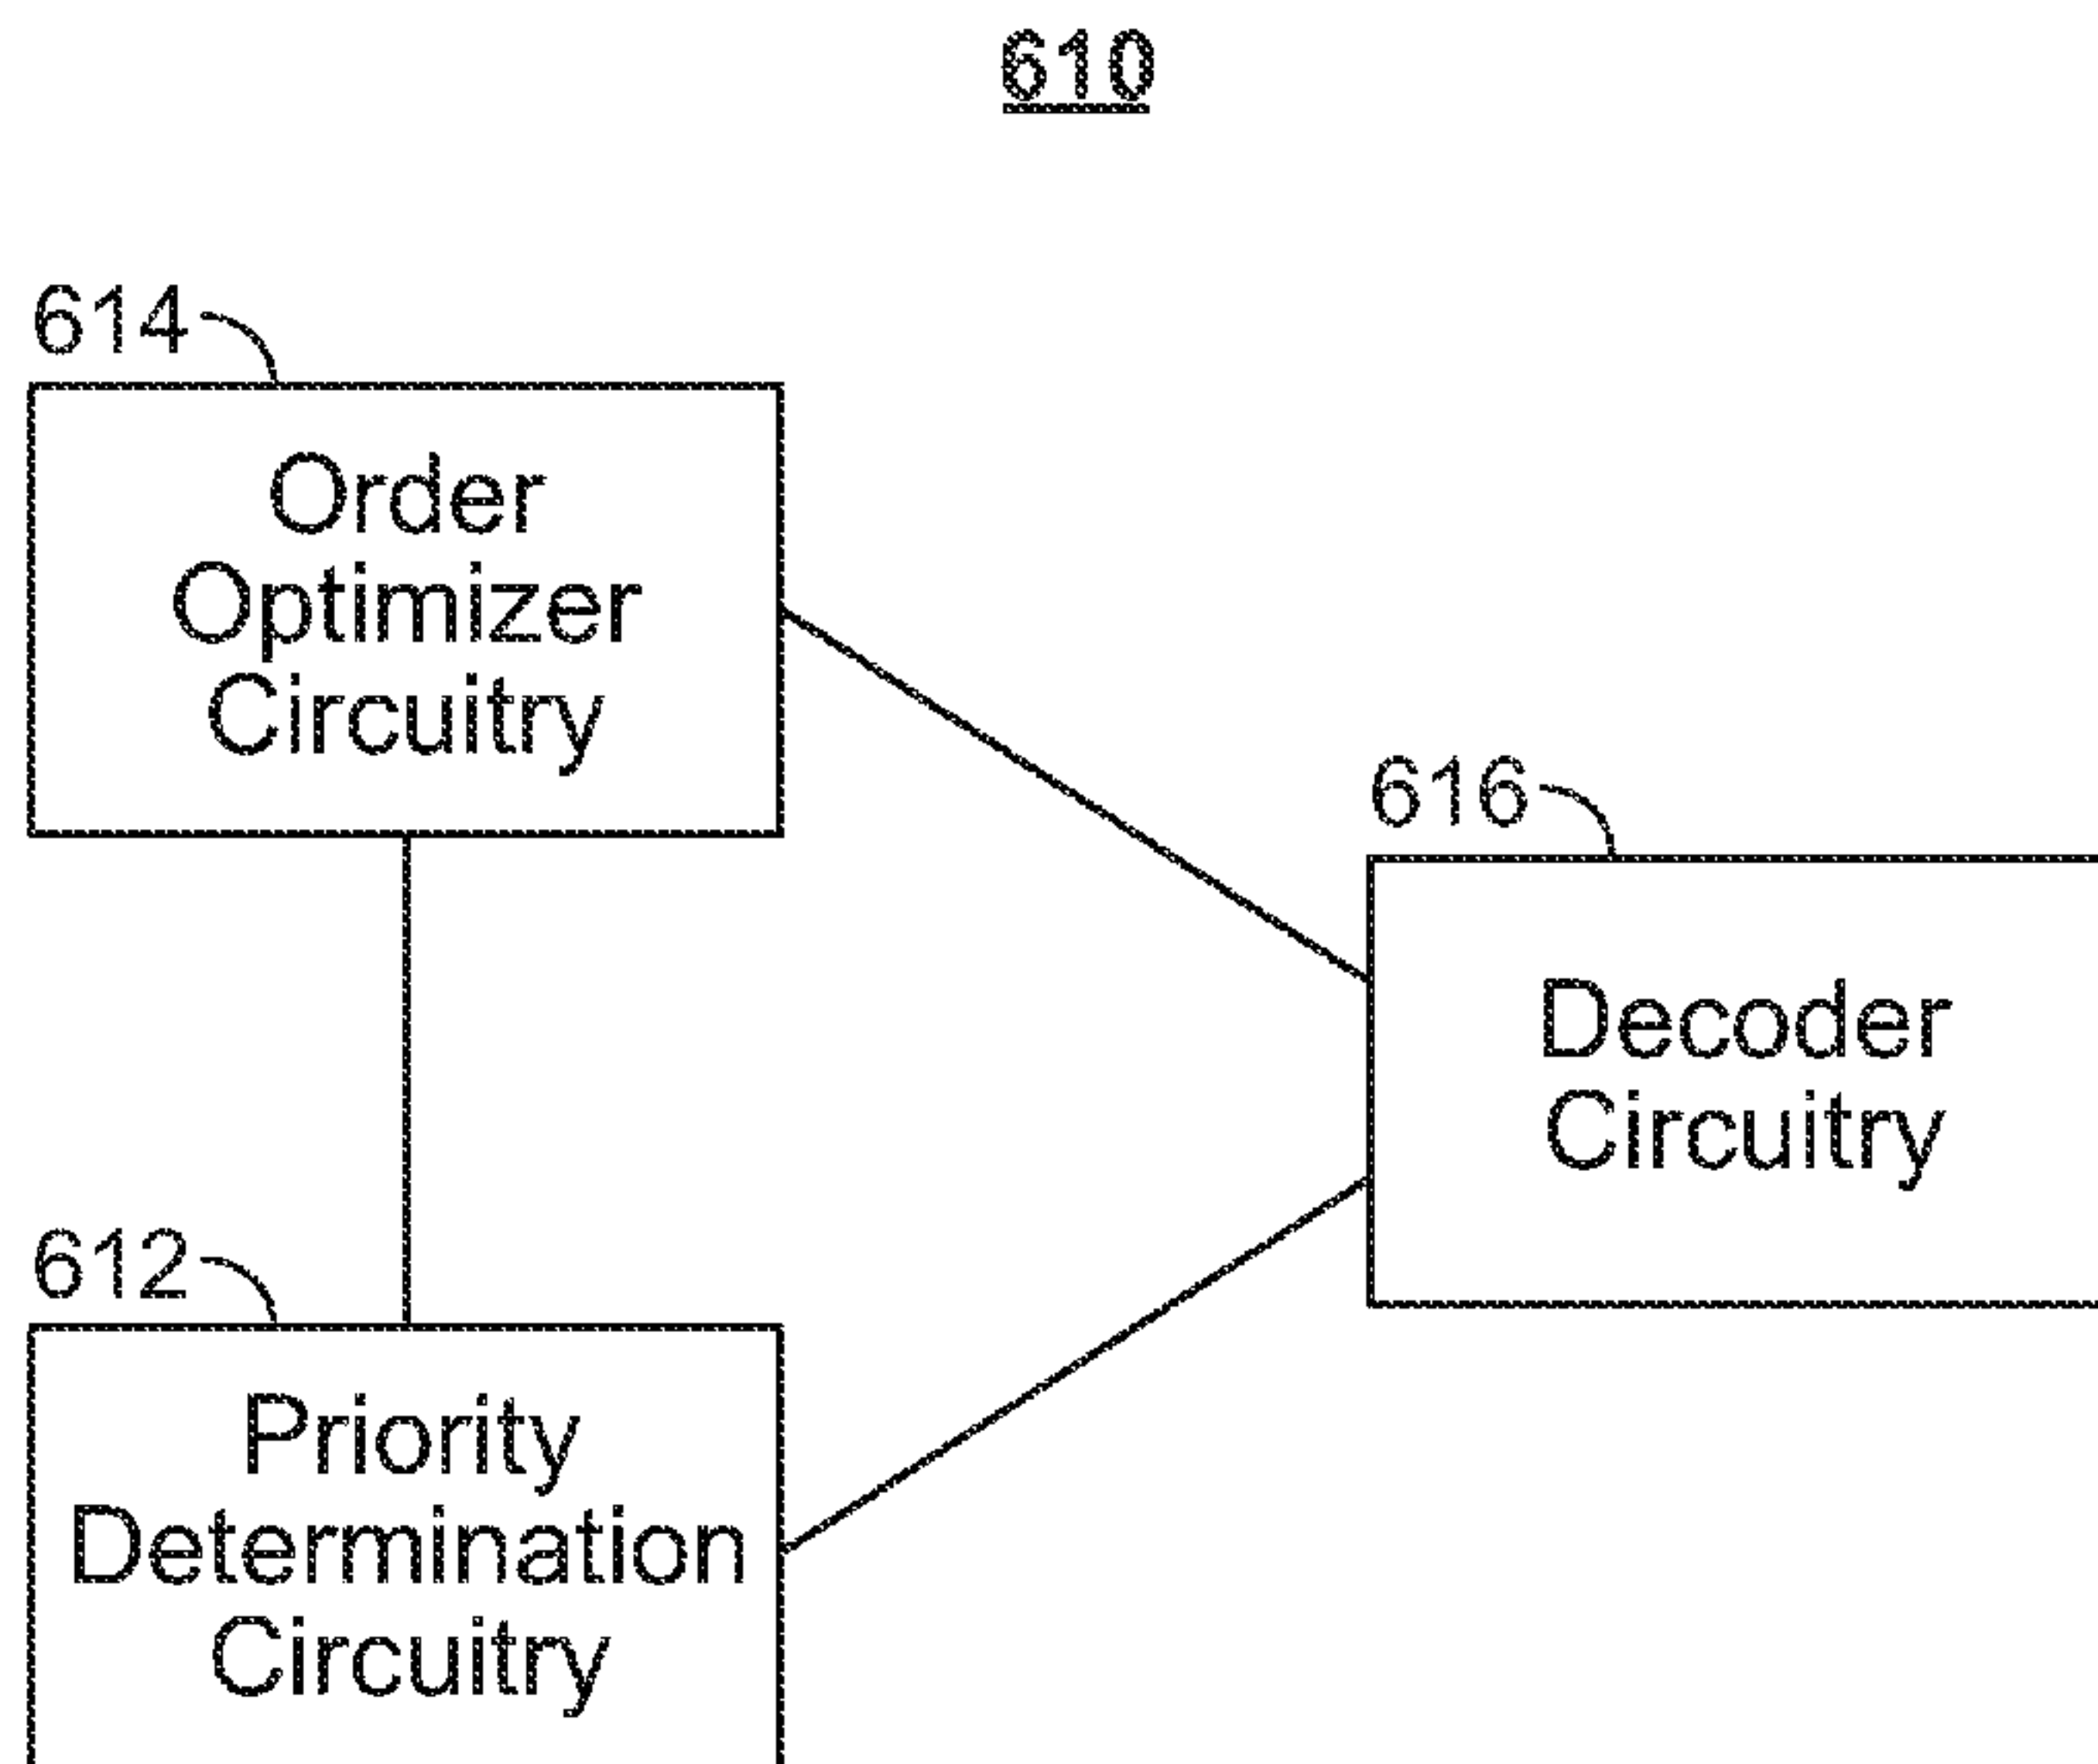 610
614
Order
Optimizer
Circuitry
616
Decoder
Circuitry
612
Priority
Determination
Circuitry